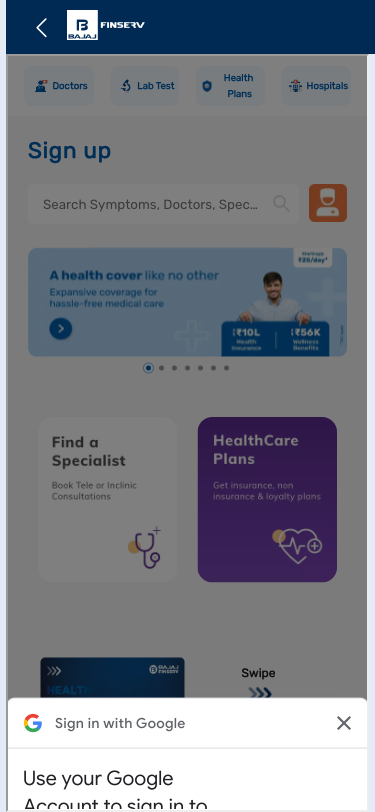 BAJAJ
FINSERV
Doctors
Lab Test
Health
Plans
Hospitals
Sign up
Search Symptoms, Doctors, Spec...
A health cover like no other
Expansive coverage for
hassle-free medical care
₹25/day*
₹10L
Health
Insurance
₹56K
Wellness
Benefits
Find a
Specialist
Book Tele or Inclinic
Consultations
HealthCare
Plans
Get insurance, non
insurance & loyalty plans
BAJAJ
FINSERV
HEALTH
Swipe
Sign in with Google
Use your Google
Account to sign in to